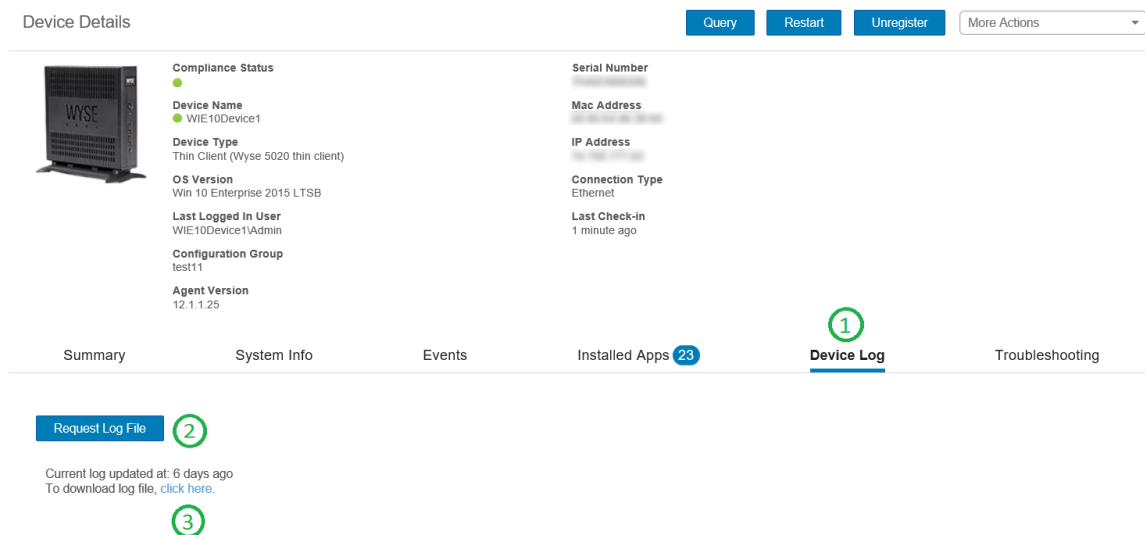 Device Details
Query
Restart
Unregister
More Actions
WYSE
Compliance Status
Device Name
WIE10Device1
Device Type
Thin Client (Wyse 5020 thin client)
OS Version
Win 10 Enterprise 2015 LTSB
Last Logged In User
WIE10Device1\Admin
Configuration Group
test11
Agent Version
12.1.1.25
Serial Number
Mac Address
IP Address
Connection Type
Ethernet
Last Check-in
1 minute ago
1
Summary
System Info
Events
Installed Apps 23
Device Log
Troubleshooting
Request Log File
2
Current log updated at: 6 days ago
To download log file, click here.
3